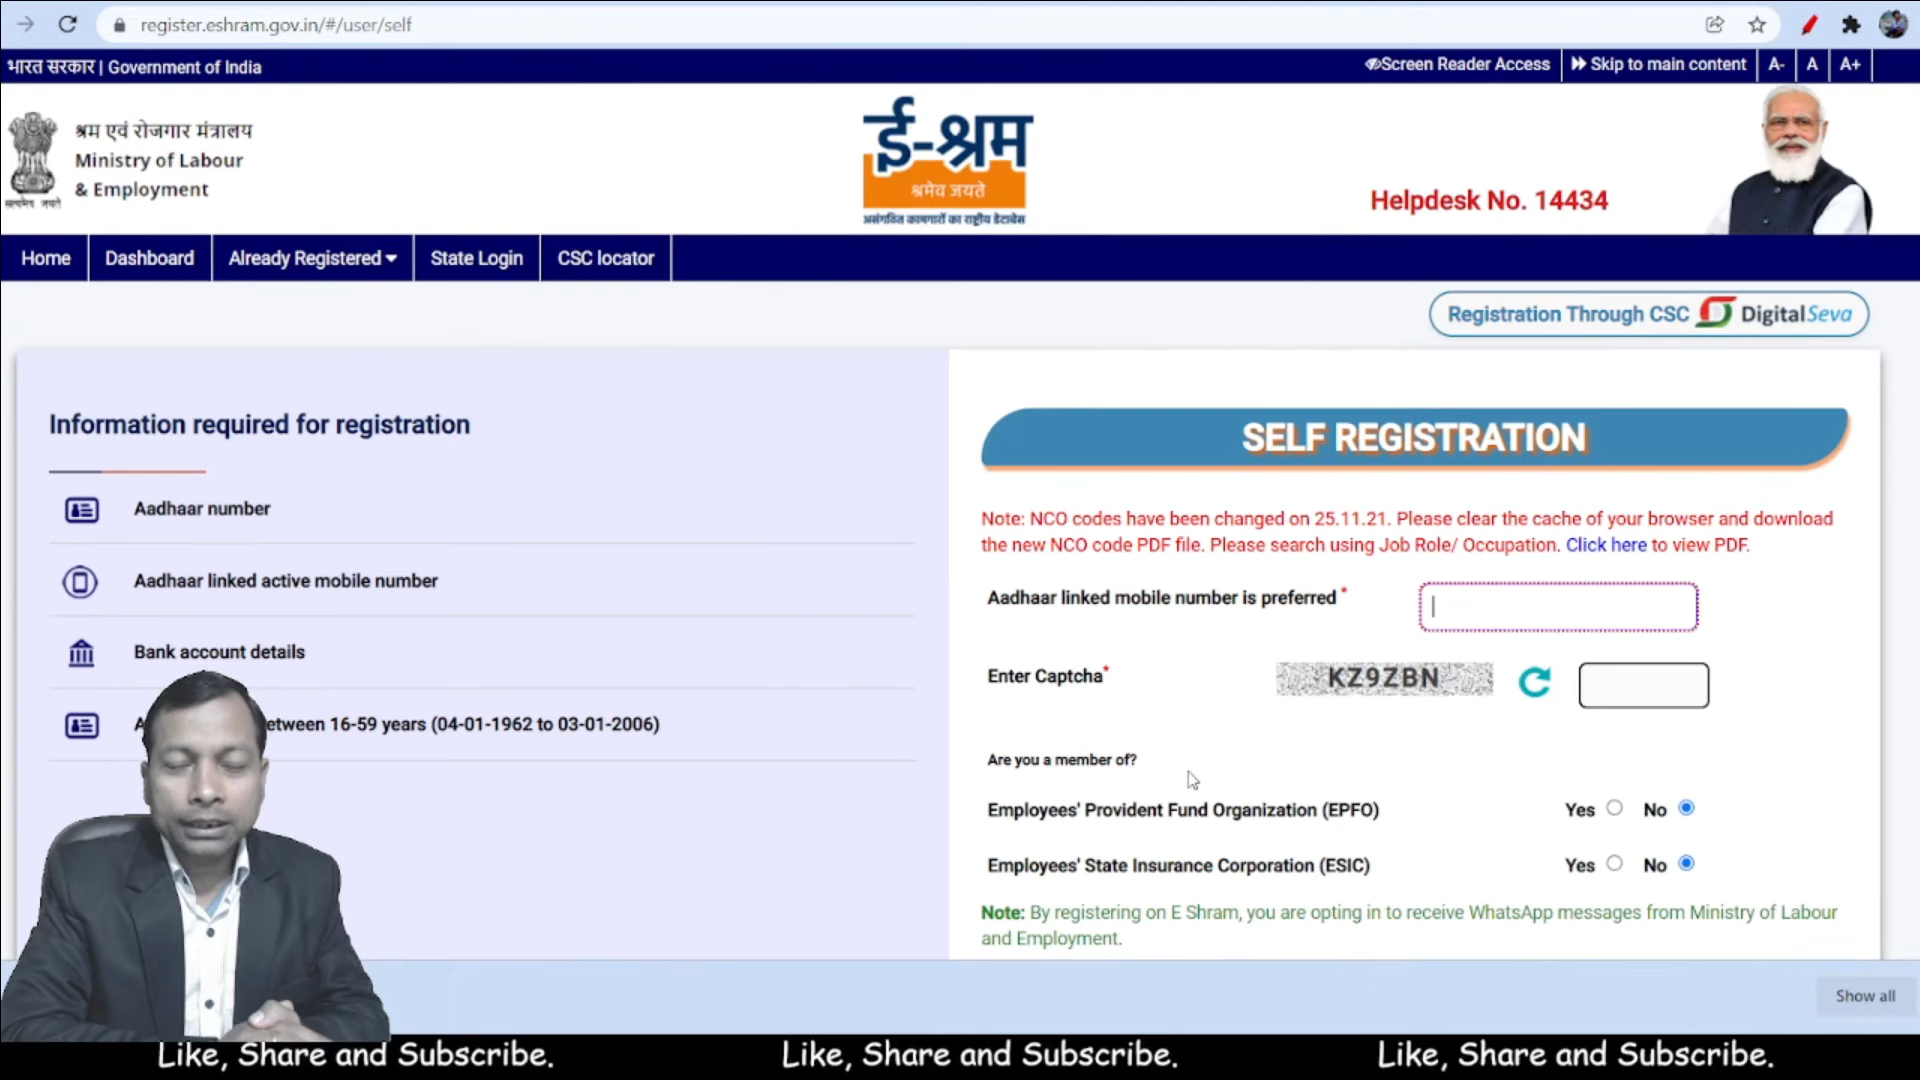 register.eshram.gov.in/#/user/self
भारत सरकार | Government of India
Screen Reader Access
Skip to main content
A-
A
A+
सत्यमेव जयते
श्रम एवं रोजगार मंत्रालय
Ministry of Labour
& Employment
ई-श्रम
श्रमेव जयते
असंगठित कामगारों का राष्ट्रीय डेटाबेस
Helpdesk No. 14434
Home
Dashboard
Already Registered
State Login
CSC locator
Registration Through CSC DigitalSeva
Information required for registration
Aadhaar number
Aadhaar linked active mobile number
Bank account details
etween 16-59 years (04-01-1962 to 03-01-2006)
SELF REGISTRATION
Note: NCO codes have been changed on 25.11.21. Please clear the cache of your browser and download
the new NCO code PDF file. Please search using Job Role/ Occupation. Click here to view PDF.
Aadhaar linked mobile number is preferred *
Enter Captcha*
KZ9ZBN
Are you a member of?
Employees' Provident Fund Organization (EPFO) Yes No
Employees' State Insurance Corporation (ESIC) Yes No
Note: By registering on E Shram, you are opting in to receive WhatsApp messages from Ministry of Labour
and Employment.
Show all
Like, Share and Subscribe. Like, Share and Subscribe. Like, Share and Subscribe.